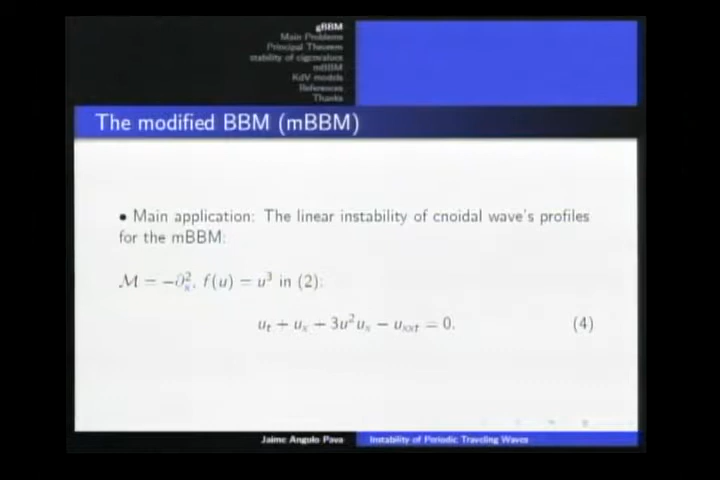 gBBM
Main Problems
Principal Theorem
stability of eigenvalues
mBBM
KdV models
References
Thanks
The modified BBM (mBBM)
• Main application: The linear instability of cnoidal wave's profiles
for the mBBM:
M = −∂²ₓ, f(u) = u³ in (2):
uₜ + uₓ + 3u²uₓ − uₓₓₜ = 0. (4)
Jaime Angulo Pava Instability of Periodic Traveling Waves